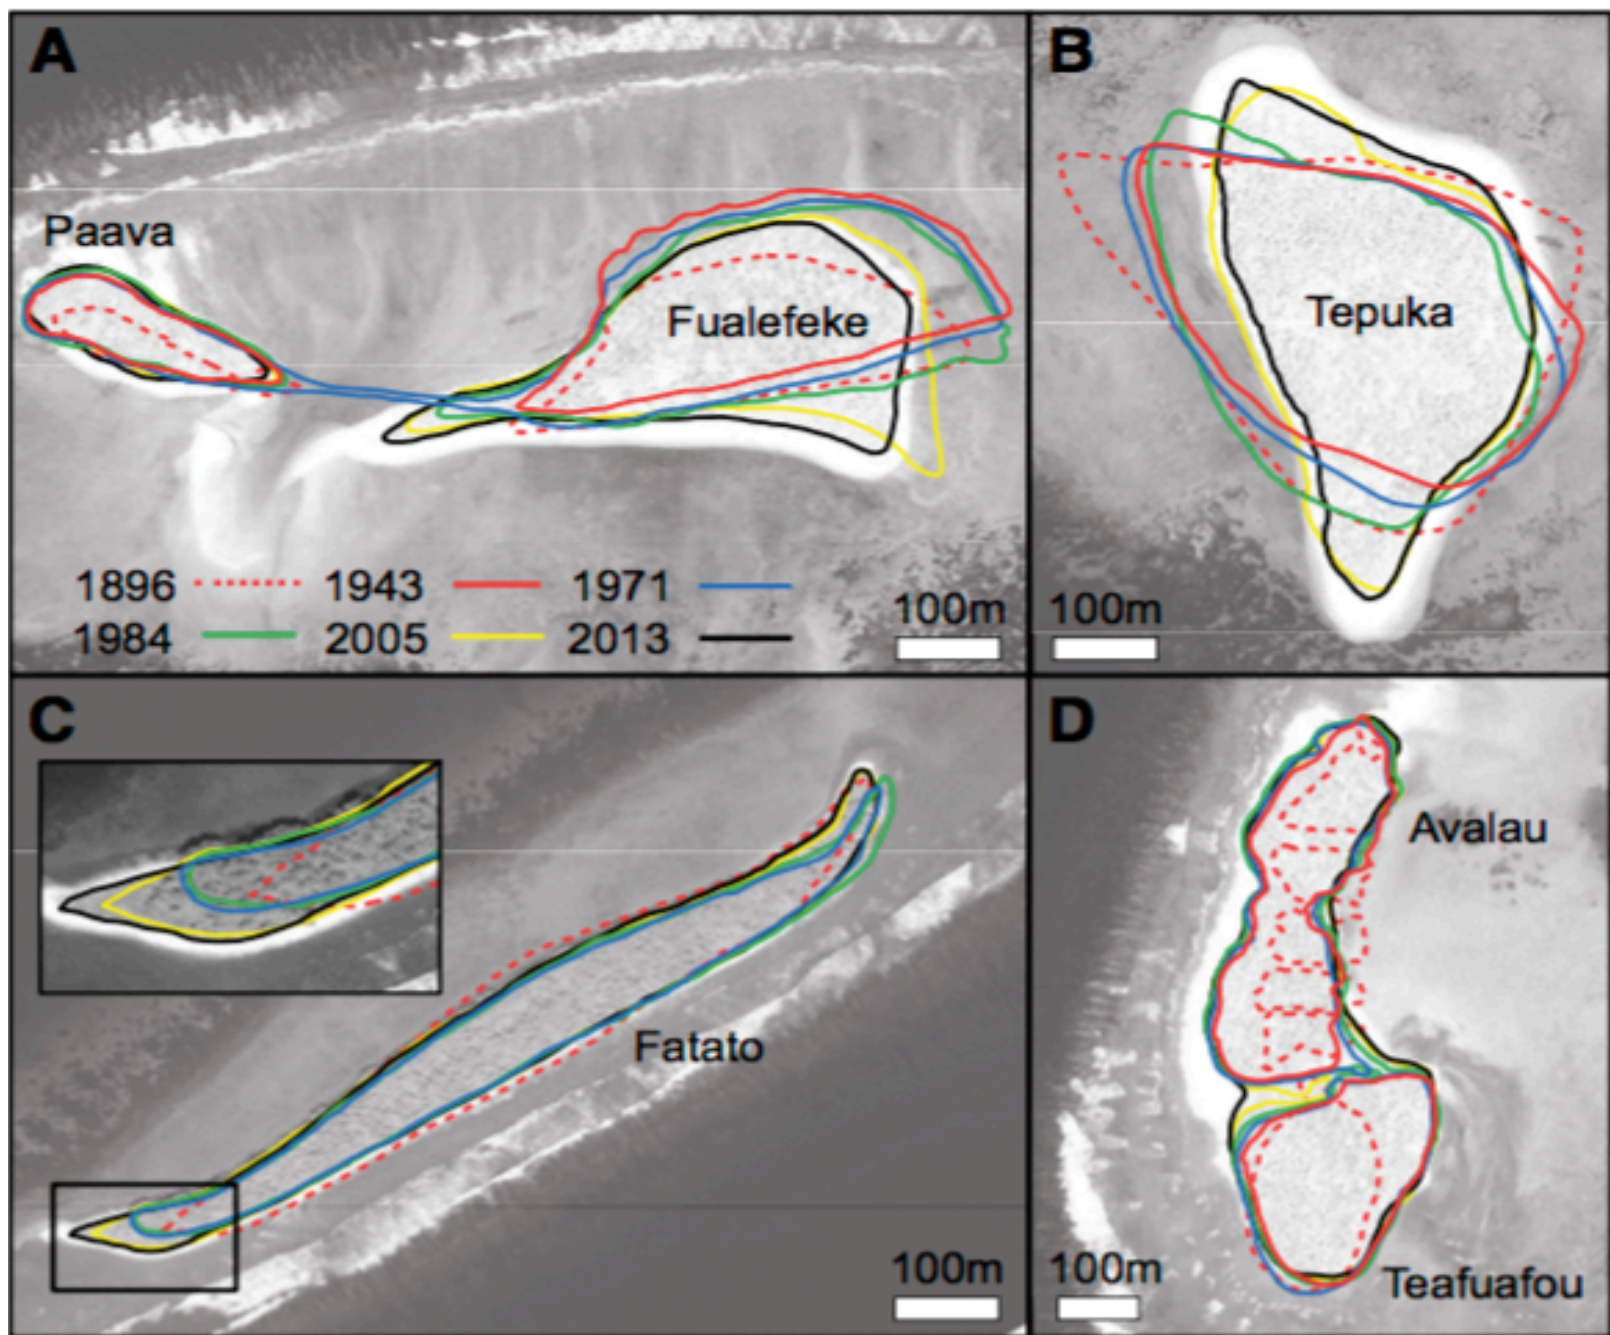 A
Paava
Fualefeke
1896 1943 1971
1984 2005 2013
100m
B
Tepuka
100m
C
Fatato
100m
D
Avalau
Teafuafou
100m